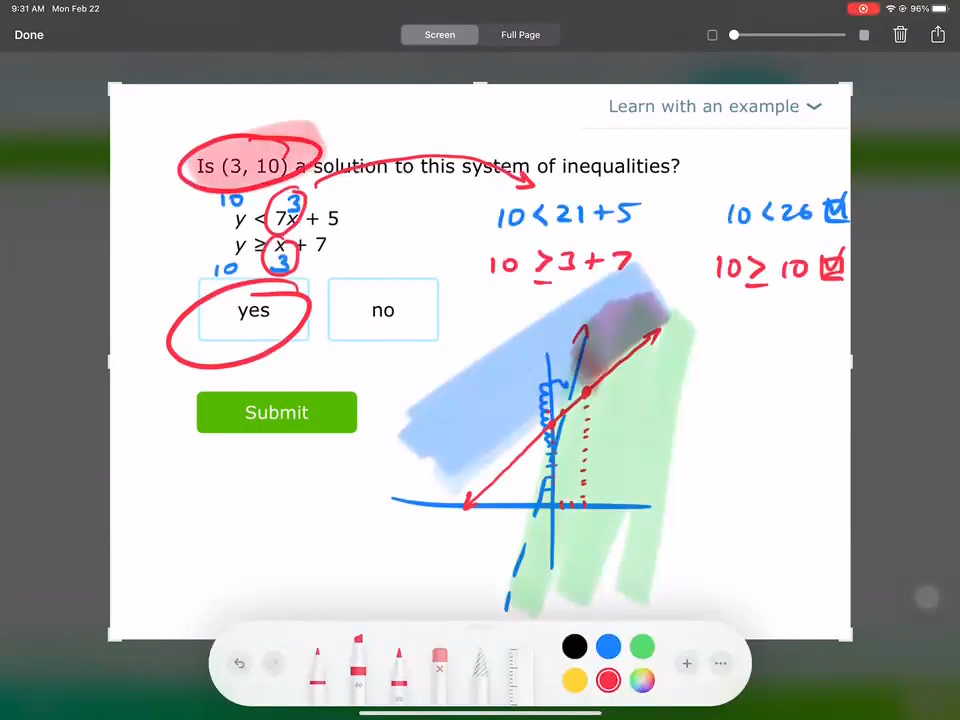 9:31 AM Mon Feb 22
96%
Done
Screen
Full Page
Learn with an example
Is (3, 10) a solution to this system of inequalities?
10 3
y < 7x + 5
y ≥ x + 7
10 3
10 < 21 + 5
10 < 26
10 ≥ 3 + 7
10 ≥ 10
yes
no
Submit